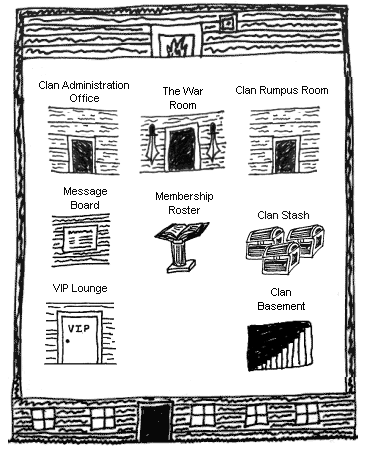 Clan Administration
Office
The War
Room
Clan Rumpus Room
Message
Board
Membership
Roster
Clan Stash
VIP Lounge
VIP
Clan
Basement